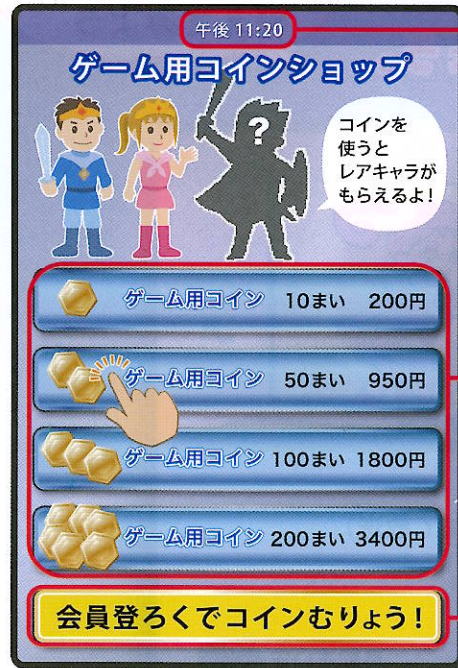 午後 11:20
ゲーム用コインショップ
?
コインを
使うと
レアキャラが
もらえるよ!
ゲーム用コイン 10まい 200円
ゲーム用コイン 50まい 950円
ゲーム用コイン 100まい 1800円
ゲーム用コイン 200まい 3400円
会員登ろくでコインむりょう!